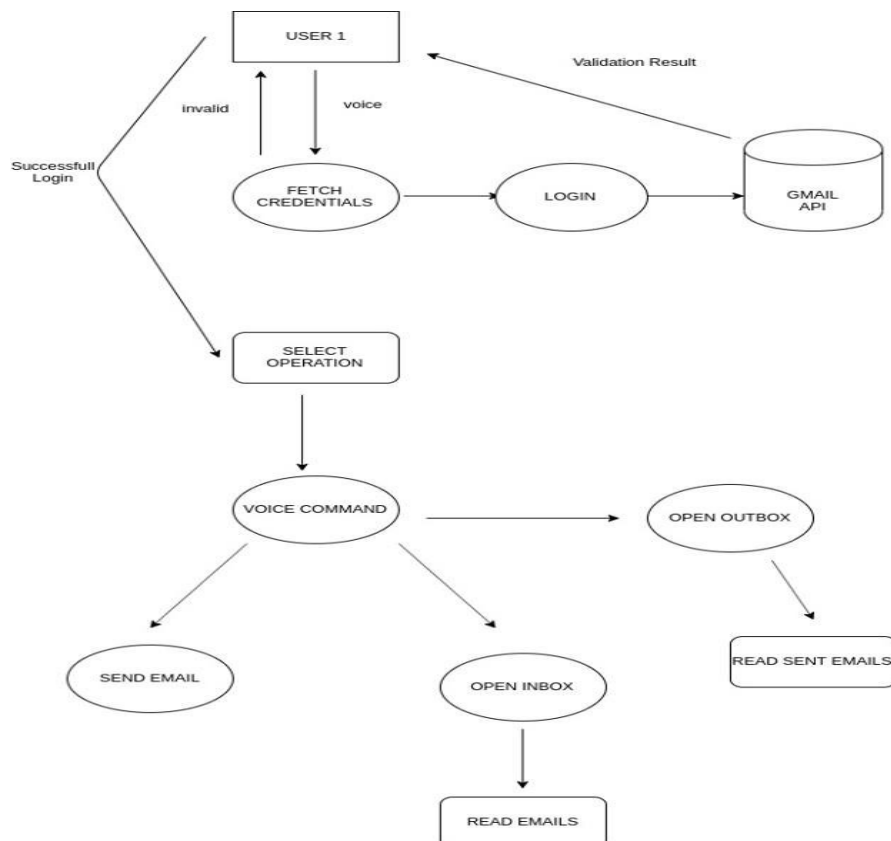 USER 1
Validation Result
invalid
voice
Successfull
Login
FETCH
CREDENTIALS
LOGIN
GMAIL
API
SELECT
OPERATION
VOICE COMMAND
OPEN OUTBOX
SEND EMAIL
OPEN INBOX
READ SENT EMAILS
READ EMAILS